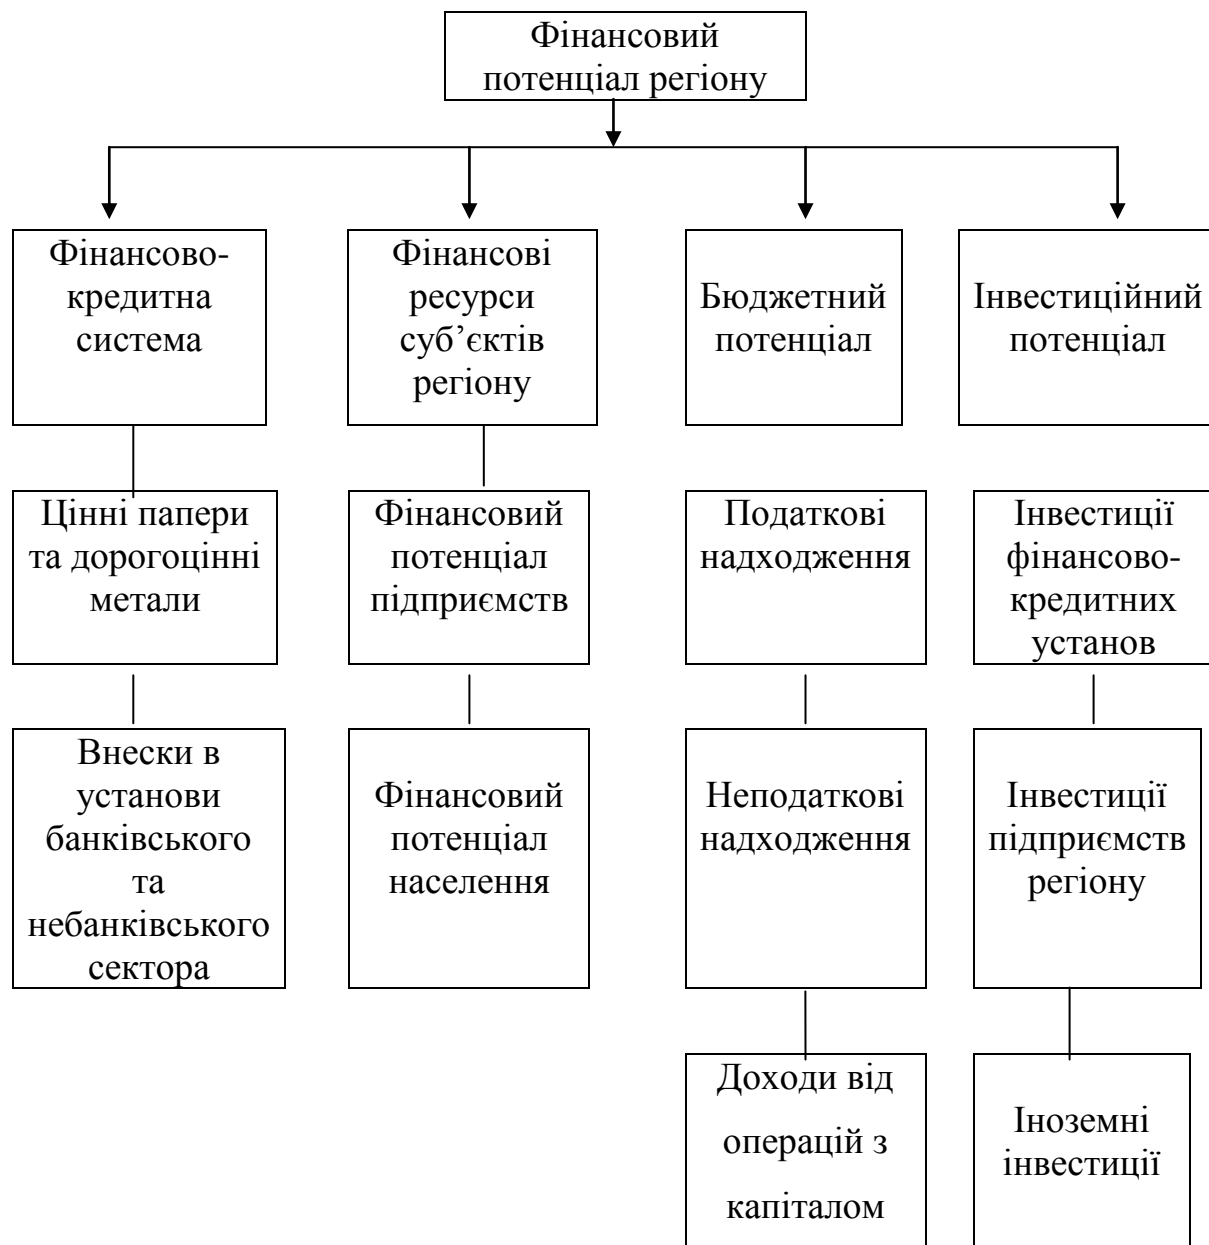 Фінансовий
потенціал регіону
Фінансово-
кредитна
система
Фінансові
ресурси
суб’єктів
регіону
Бюджетний
потенціал
Інвестиційний
потенціал
Цінні папери
та дорогоцінні
метали
Фінансовий
потенціал
підприємств
Податкові
надходження
Інвестиції
фінансово-
кредитних
установ
Внески в
установи
банківського
та
небанківського
сектора
Фінансовий
потенціал
населення
Неподаткові
надходження
Інвестиції
підприємств
регіону
Доходи від
операцій з
капіталом
Іноземні
інвестиції